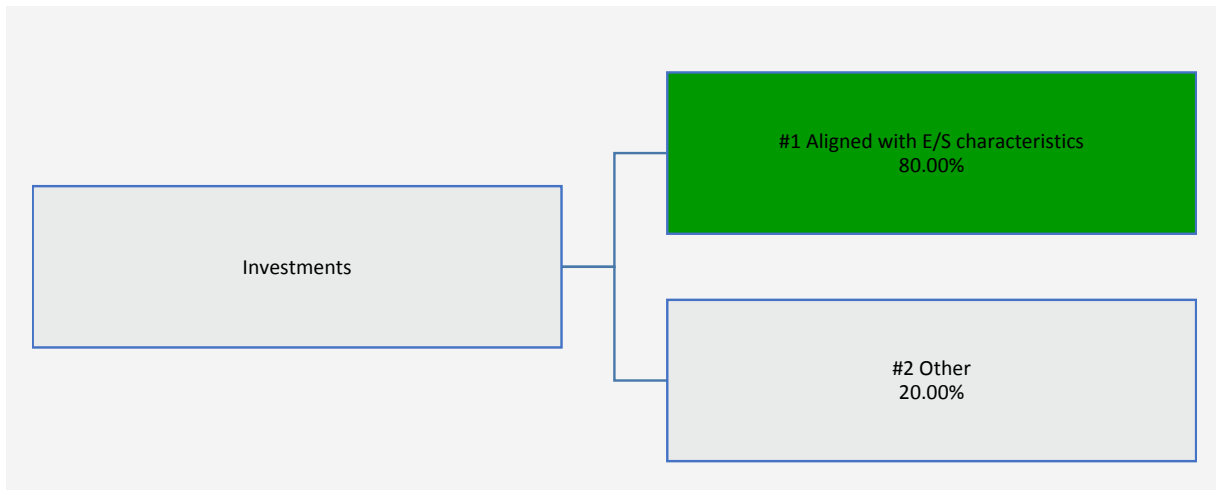 #1 Aligned with E/S characteristics
80.00%
Investments
#2 Other
20.00%